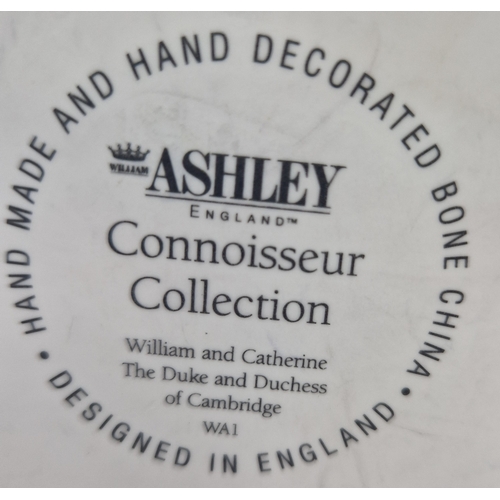 HAND MADE AND HAND DECORATED BONE CHINA
WILLIAM
ASHLEY
ENGLAND™
Connoisseur
Collection
William and Catherine
The Duke and Duchess
of Cambridge
WA1
• DESIGNED IN ENGLAND •